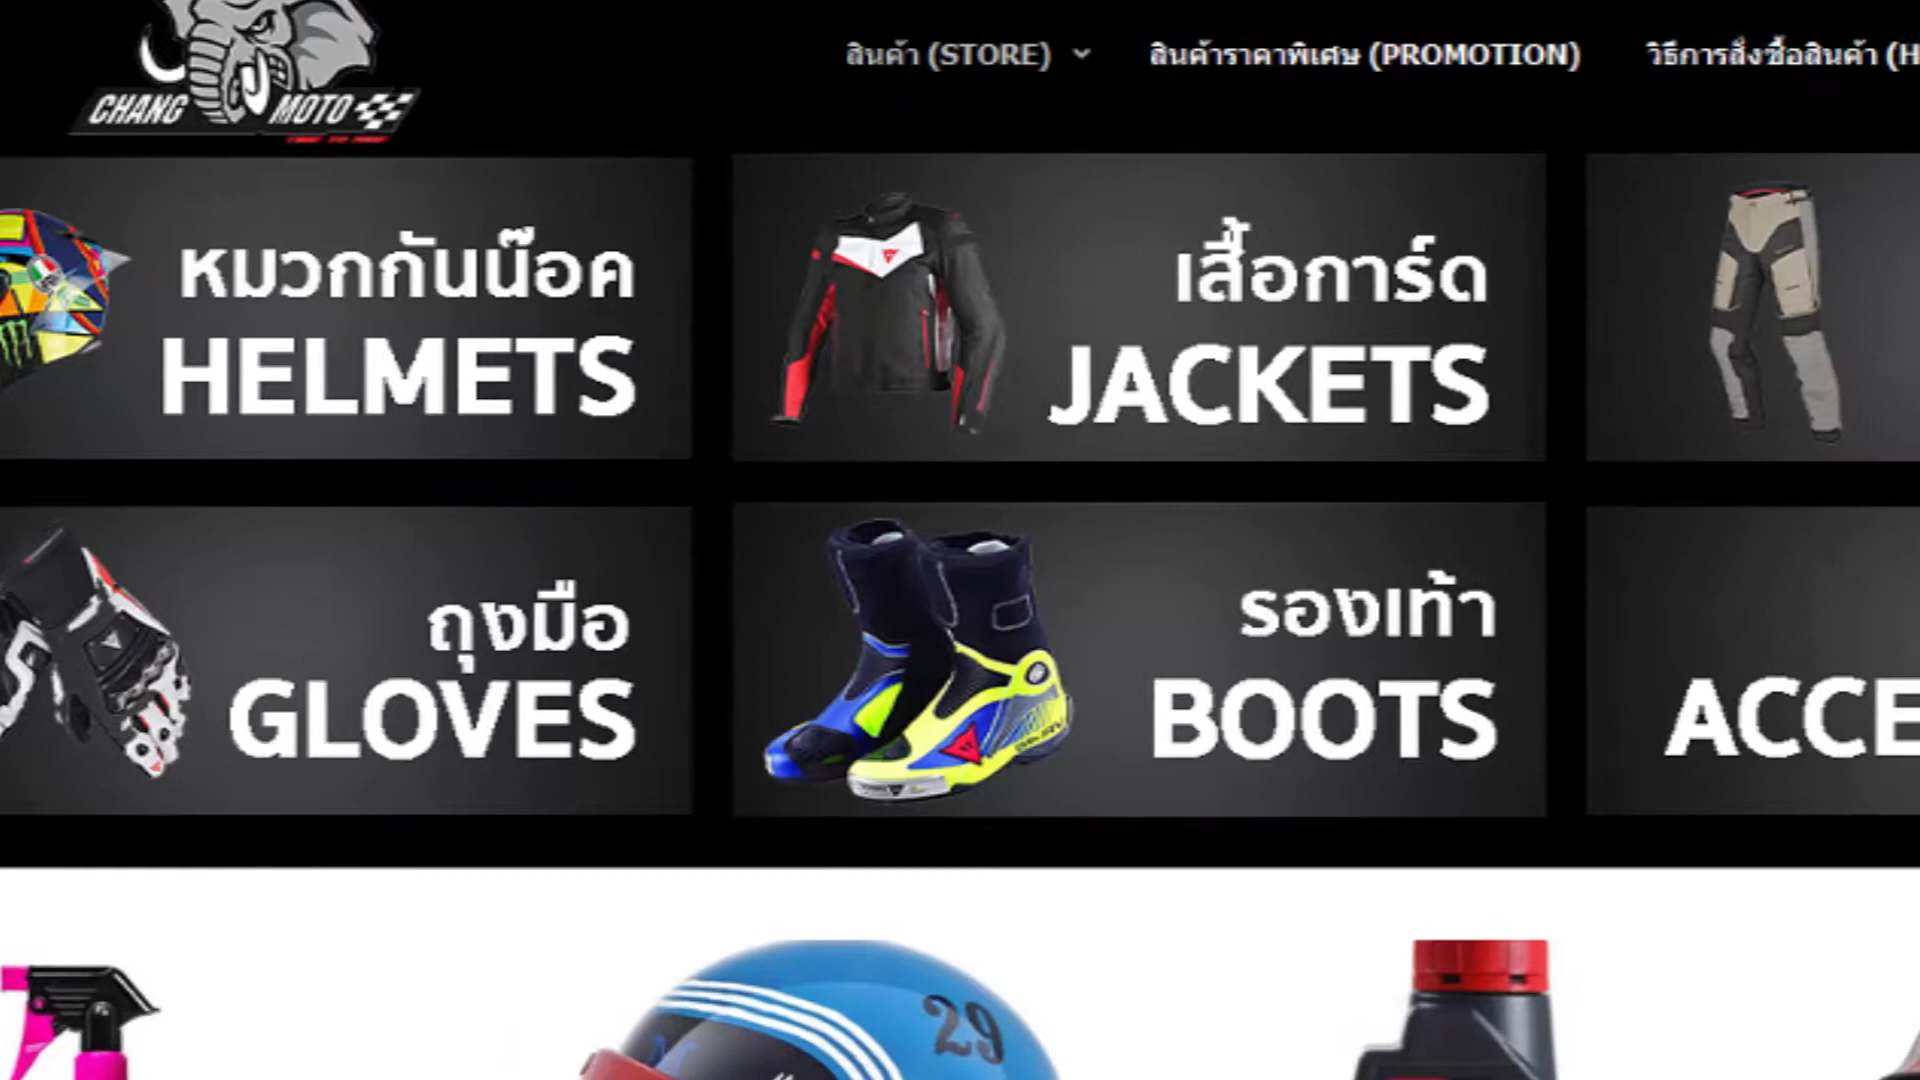 CHANG MOTO
สินค้า (STORE)
สินค้าราคาพิเศษ (PROMOTION)
วิธีการสั่งซื้อสินค้า (H
หมวกกันน๊อค
HELMETS
เสื้อการ์ด
JACKETS
ถุงมือ
GLOVES
รองเท้า
BOOTS
ACCE
29